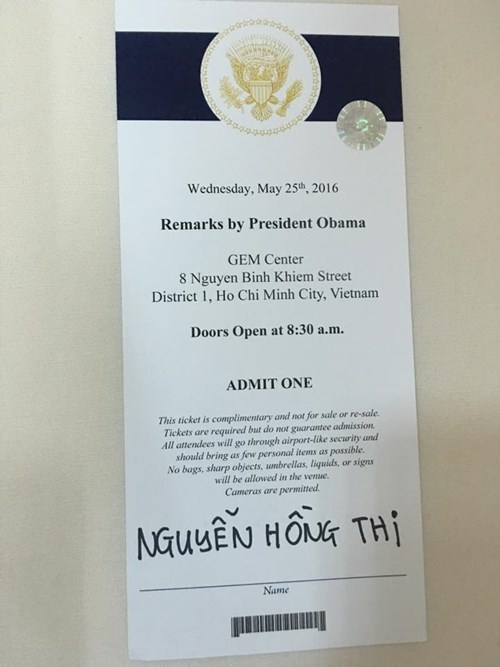 Wednesday, May 25th, 2016
Remarks by President Obama
GEM Center
8 Nguyen Binh Khiem Street
District 1, Ho Chi Minh City, Vietnam
Doors Open at 8:30 a.m.
ADMIT ONE
This ticket is complimentary and not for sale or re-sale.
Tickets are required but do not guarantee admission.
All attendees will go through airport-like security and
should bring as few personal items as possible.
No bags, sharp objects, umbrellas, liquids, or signs
will be allowed in the venue.
Cameras are permitted.
NGUYỄN HỒNG THỊ
Name